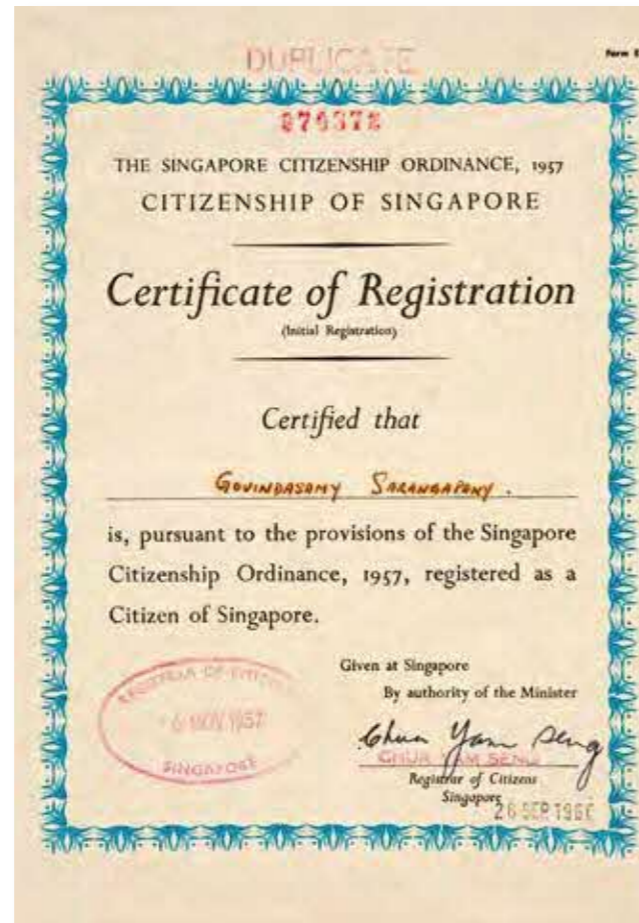 DUPLICATE
Form
THE SINGAPORE CITIZENSHIP ORDINANCE, 1957
CITIZENSHIP OF SINGAPORE
Certificate of Registration
(Initial Registration)
Certified that
GOVINDASAMY SARANGAPANY.
is, pursuant to the provisions of the Singapore
Citizenship Ordinance, 1957, registered as a
Citizen of Singapore.
Given at Singapore
By authority of the Minister
OF
6 NOV 1957
SINGAPORE
Chua Yam Seng
CHUA YAM SENG
Registrar of Citizens
Singapore
26 SEP